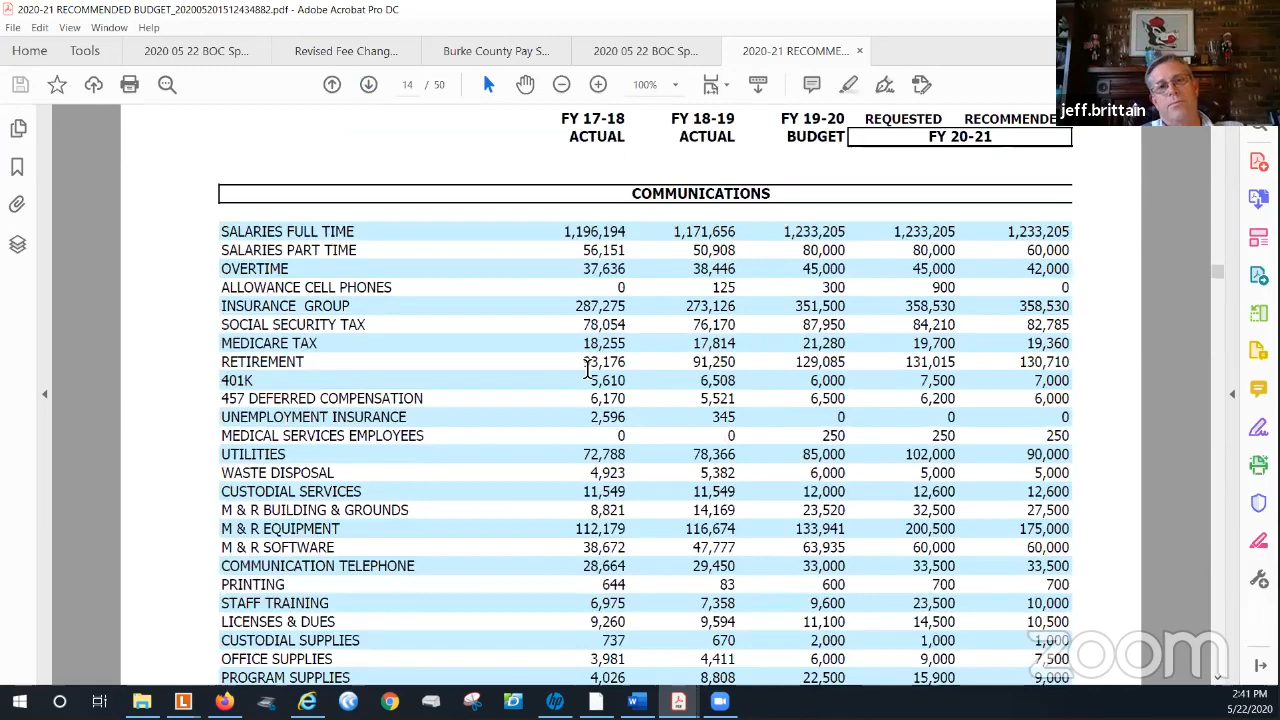 2020-21 RECOMMENDED BUDGET_202005201512434882.pdf - Adobe Acrobat Pro DC
File View Window Help
Home Tools 2020 05 22 BOC Sp... 2020 05 22 BOC Sp... 2020-21 RECOMME... ×
100%
jeff.brittain
FY 17-18 FY 18-19 FY 19-20 REQUESTED
ACTUAL ACTUAL BUDGET FY 20-21
COMMUNICATIONS
SALARIES FULL TIME 1,196,194 1,171,656 1,233,205 1,233,205 1,233,205
SALARIES PART TIME 56,151 50,908 80,000 80,000 60,000
OVERTIME 37,636 38,446 45,000 45,000 42,000
ALLOWANCE CELL PHONES 0 125 300 900 0
INSURANCE GROUP 287,275 273,126 351,500 358,530 358,530
SOCIAL SECURITY TAX 78,054 76,170 87,950 84,210 82,785
MEDICARE TAX 18,255 17,814 21,280 19,700 19,360
RETIREMENT 91,250 129,085 131,015 130,710
401K 5,610 6,508 6,000 7,500 7,000
457 DEFERRED COMPENSATION 6,170 5,521 6,500 6,200 6,000
UNEMPLOYMENT INSURANCE 2,596 345 0 0 0
MEDICAL SERVICES EMPLOYEES 0 0 250 250 250
UTILITIES 72,788 78,366 85,000 102,000 90,000
WASTE DISPOSAL 4,923 5,382 6,000 5,000 5,000
CUSTODIAL SERVICES 11,549 11,549 12,000 12,600 12,600
M & R BUILDING & GROUNDS 8,821 14,169 23,520 32,500 27,500
M & R EQUIPMENT 112,179 116,674 133,941 200,500 175,000
M & R SOFTWARE 38,672 47,777 63,935 60,000 60,000
COMMUNICATION TELEPHONE 28,664 29,450 33,000 33,500 33,500
PRINTING 644 83 600 700 700
STAFF TRAINING 6,975 7,358 9,600 23,500 10,000
LICENSES & DUES 9,260 9,594 11,100 14,500 10,500
CUSTODIAL SUPPLIES 737 670 2,000 1,000 1,000
OFFICE SUPPLIES 3,981 4,411 6,000 9,000 7,500
PROGRAM SUPPLIES 4,028 808 22,500 15,800 9,000
zoom
2:41 PM
5/22/2020